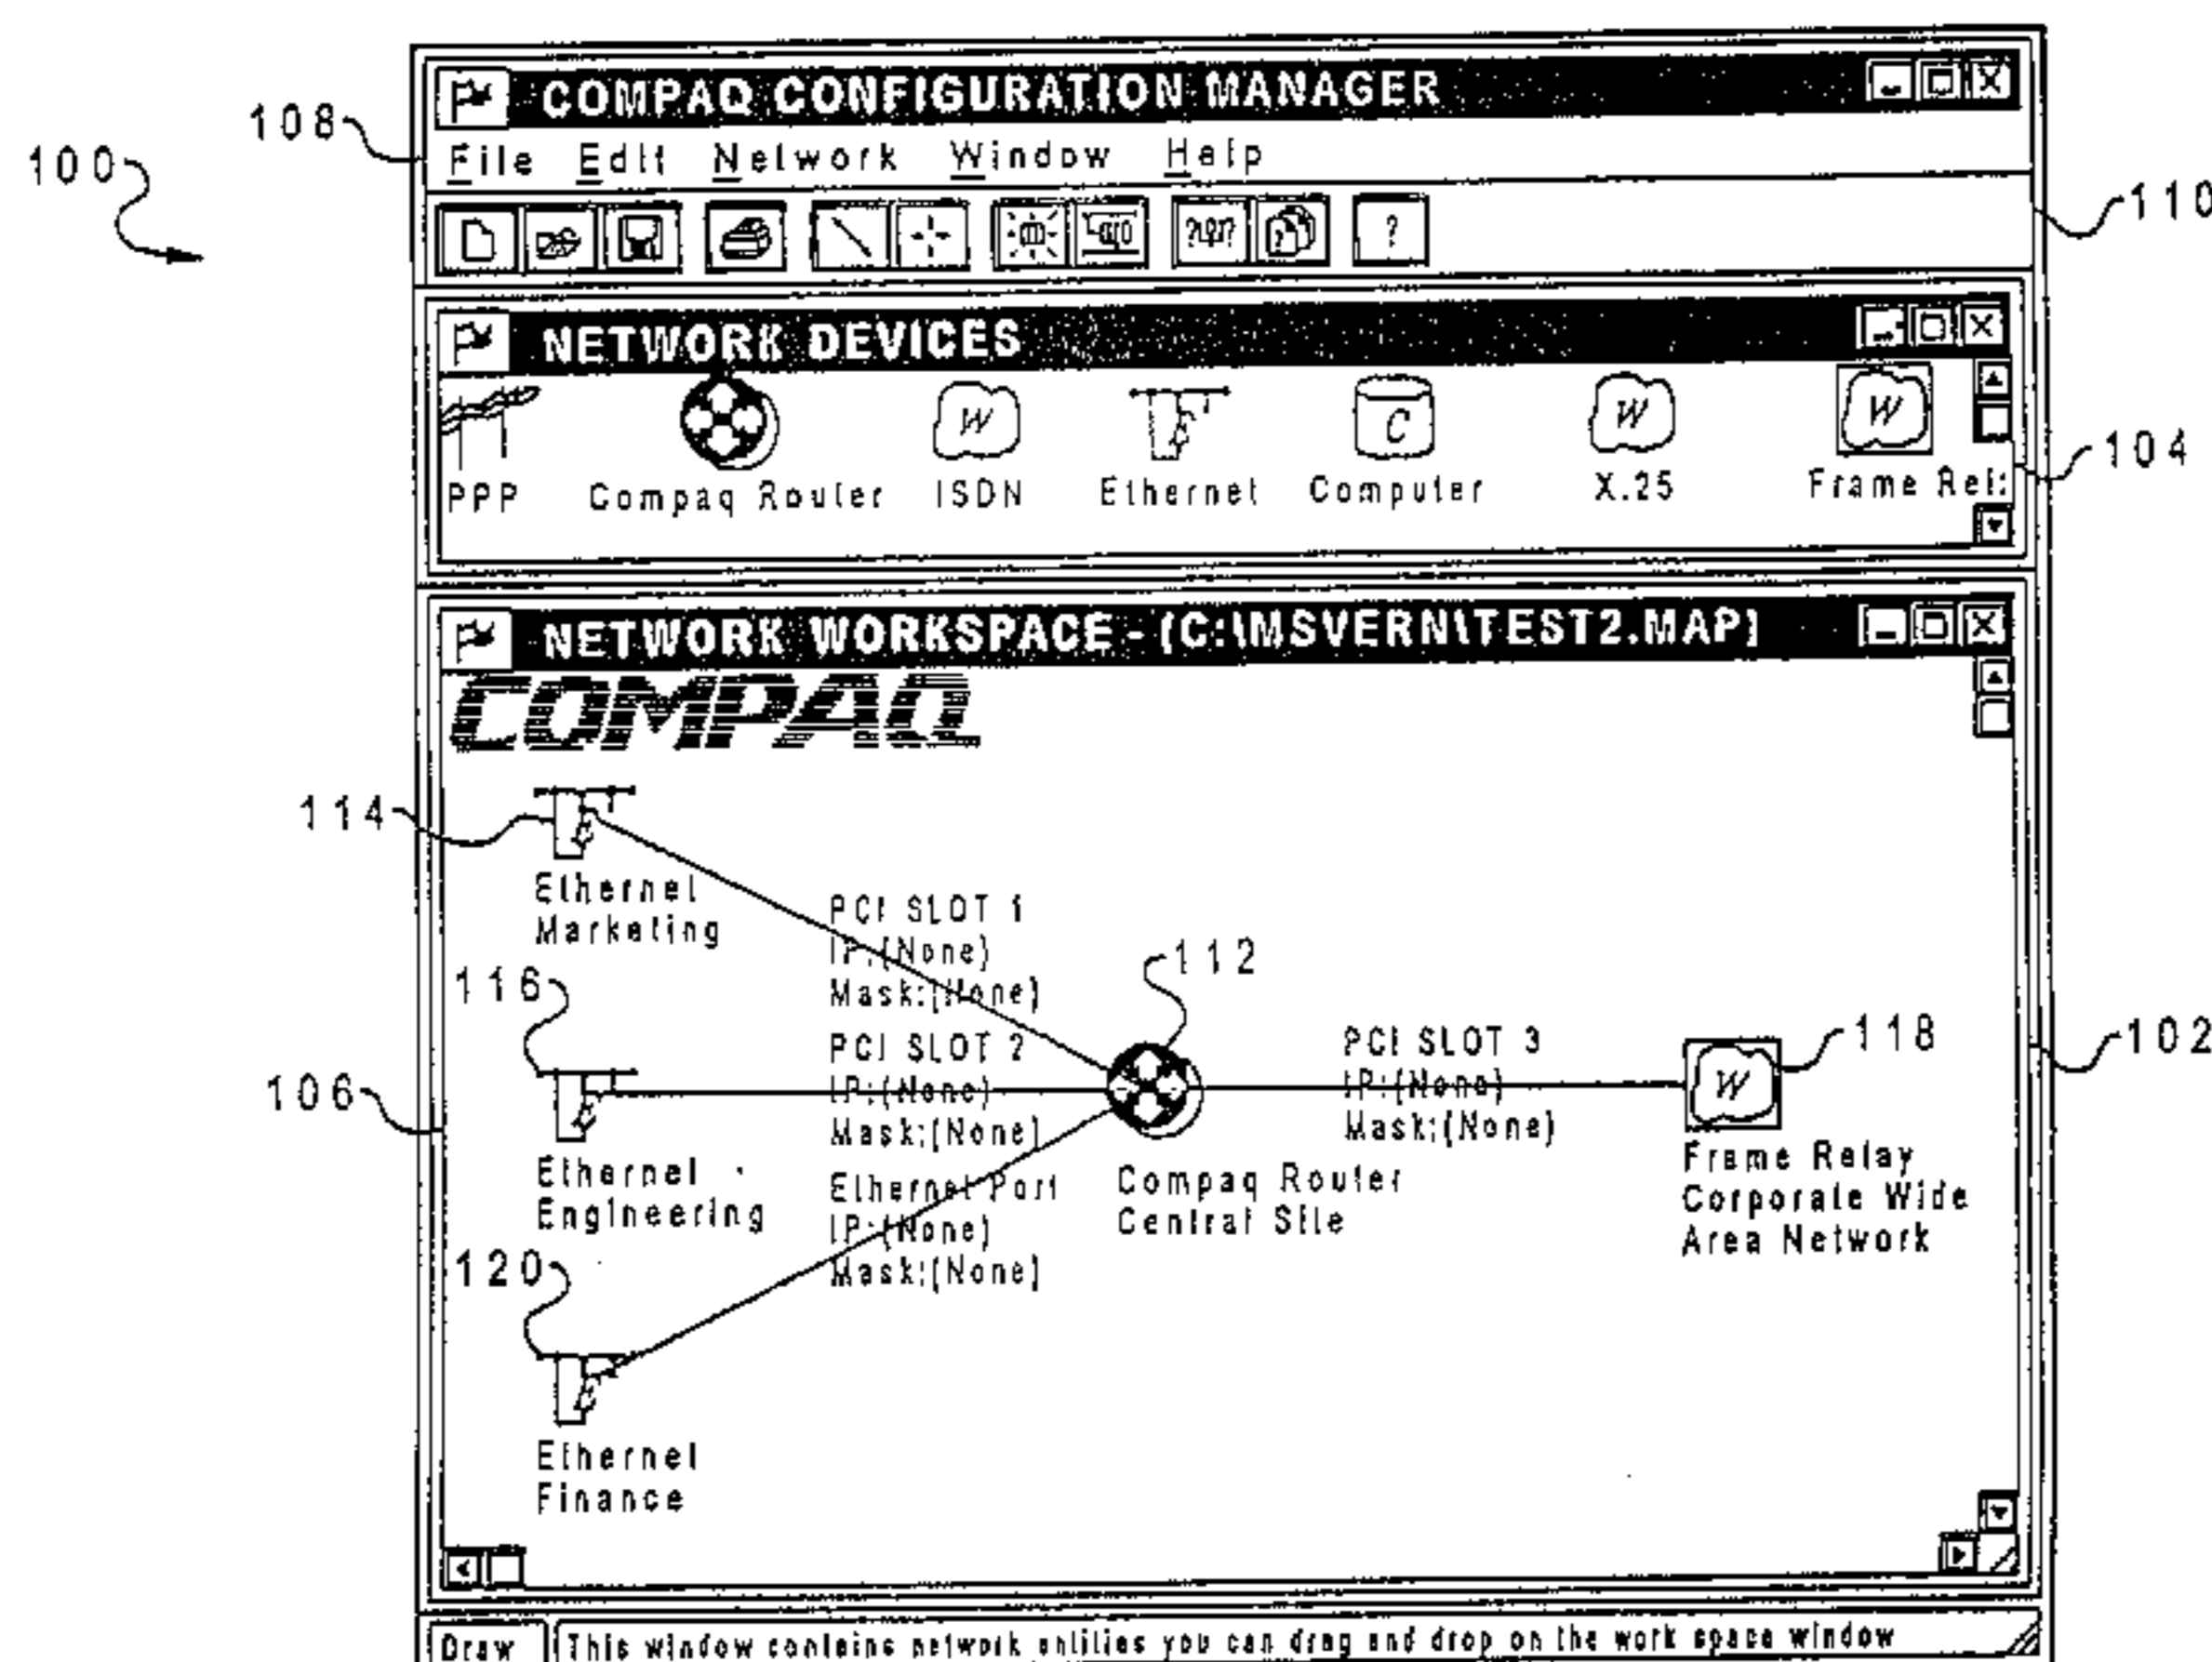 COMPAQ CONFIGURATION MANAGER
108
100
File Edit Network Window Help
110
?
NETWORK DEVICES
W
C
W
W
104
PPP
Compaq Router
ISDN
Ethernet
Computer
X.25
Frame Rel
NETWORK WORKSPACE - (C:\MSVERN\TEST2.MAP)
COMPAQ
114
Ethernet
Marketing
PCI SLOT 1
IP:(None)
Mask:(None)
112
116
PCI SLOT 2
IP:(None)
Mask:(None)
PCI SLOT 3
IP:(None)
Mask:(None)
W
118
102
106
Ethernet
Engineering
Ethernet Port
IP:(None)
Mask:(None)
Compaq Router
Central Site
Frame Relay
Corporate Wide
Area Network
120
Ethernet
Finance
Draw
This window contains network entities you can drag and drop on the work space window